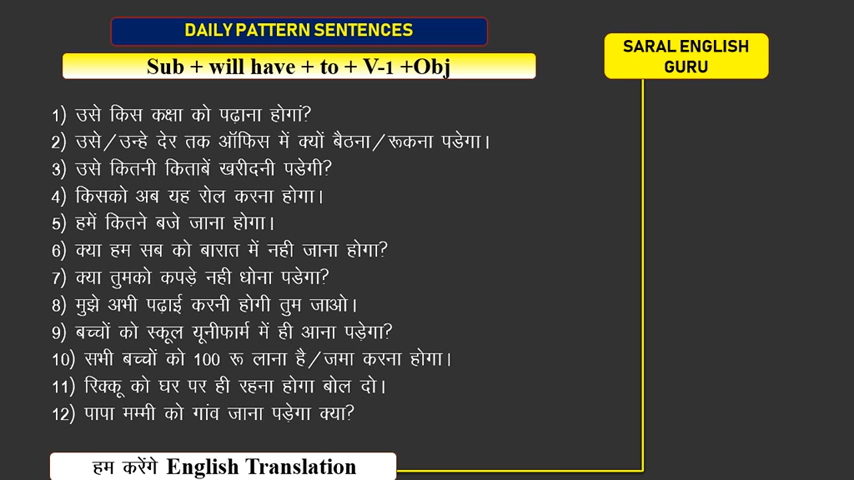 DAILY PATTERN SENTENCES
Sub + will have + to + V-1 +Obj
SARAL ENGLISH
GURU
1) उसे किस कक्षा को पढ़ाना होगां?
2) उसे/उन्हे देर तक ऑफिस में क्यों बैठना/रूकना पडेगा।
3) उसे कितनी किताबें खरीदनी पडेगी?
4) किसको अब यह रोल करना होगा।
5) हमें कितने बजे जाना होगा।
6) क्या हम सब को बारात में नही जाना होगा?
7) क्या तुमको कपड़े नही धोना पडेगा?
8) मुझे अभी पढ़ाई करनी होगी तुम जाओ।
9) बच्चों को स्कूल यूनीफार्म में ही आना पड़ेगा?
10) सभी बच्चों को 100 रू लाना है/जमा करना होगा।
11) रिक्कू को घर पर ही रहना होगा बोल दो।
12) पापा मम्मी को गांव जाना पड़ेगा क्या?
हम करेंगे English Translation